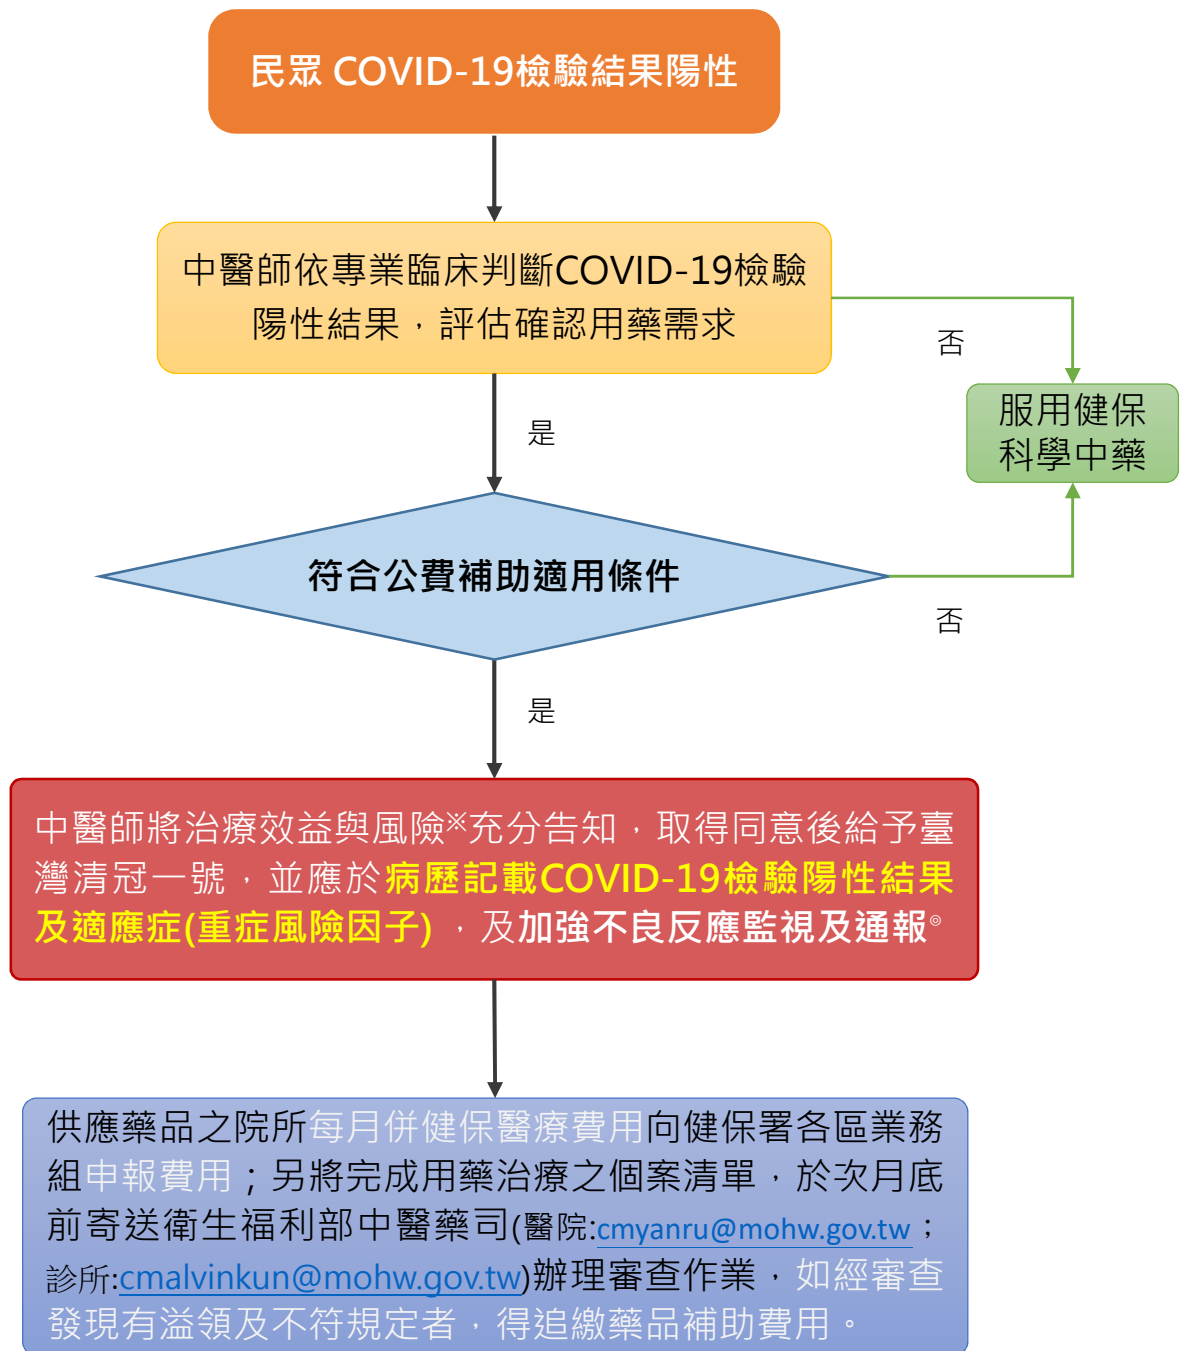 民眾 COVID-19檢驗結果陽性
中醫師依專業臨床判斷COVID-19檢驗
陽性結果，評估確認用藥需求
否
服用健保
科學中藥
是
符合公費補助適用條件
否
是
中醫師將治療效益與風險※充分告知，取得同意後給予臺
灣清冠一號，並應於病歷記載COVID-19檢驗陽性結果
及適應症(重症風險因子)，及加強不良反應監視及通報◎
供應藥品之院所每月併健保醫療費用向健保署各區業務
組申報費用；另將完成用藥治療之個案清單，於次月底
前寄送衛生福利部中醫藥司(醫院:cmyanru@mohw.gov.tw；
診所:cmalvinkun@mohw.gov.tw)辦理審查作業，如經審查
發現有溢領及不符規定者，得追繳藥品補助費用。